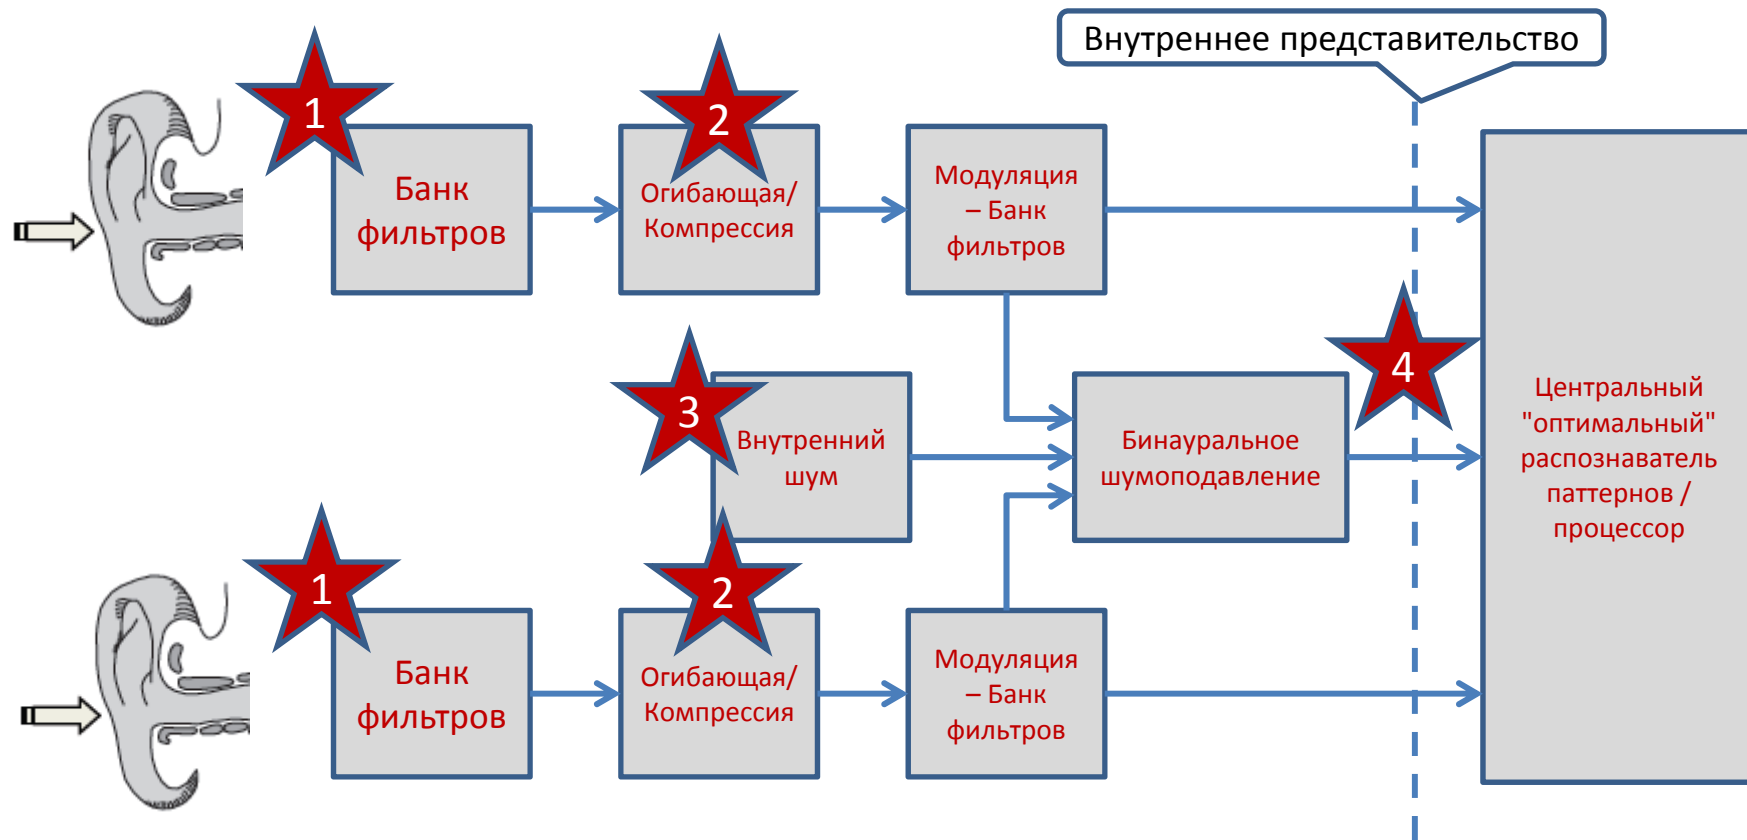 Внутреннее представительство
1
2
Банк
фильтров
Огибающая/
Компрессия
Модуляция
– Банк
фильтров
3
Внутренний
шум
Бинауральное
шумоподавление
4
Центральный
"оптимальный"
распознаватель
паттернов /
процессор
1
2
Банк
фильтров
Огибающая/
Компрессия
Модуляция
– Банк
фильтров